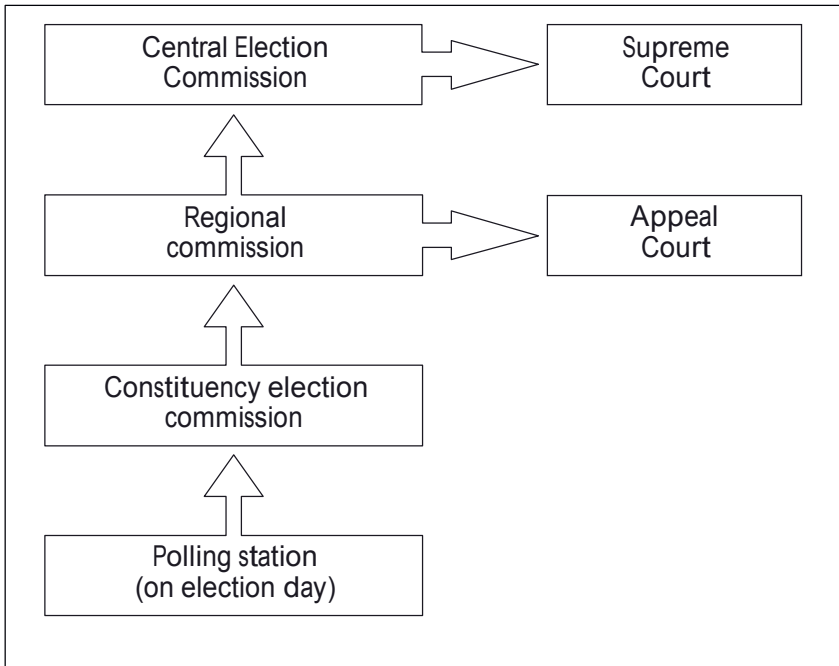 Central Election
Commission
Supreme
Court
Regional
commission
Appeal
Court
Constituency election
commission
Polling station
(on election day)